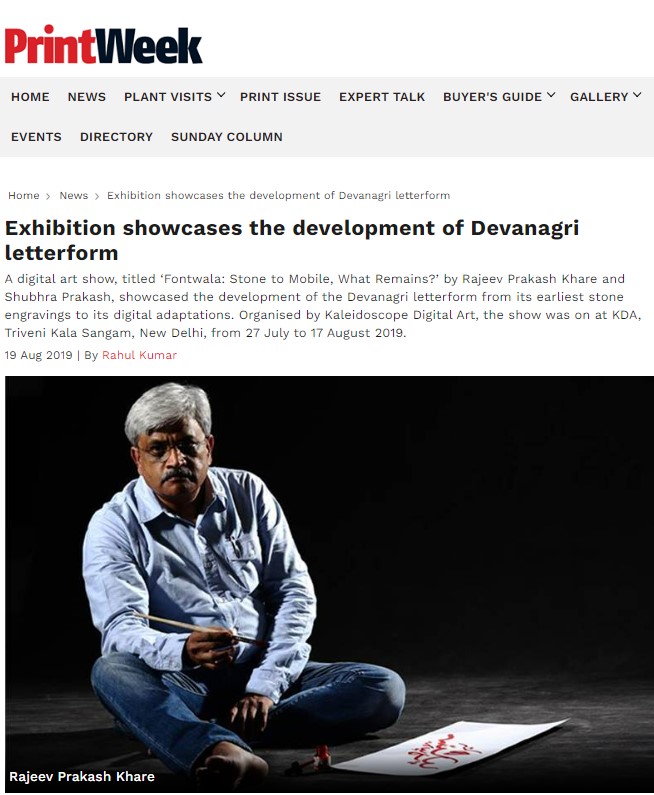 PrintWeek
HOME NEWS PLANT VISITS PRINT ISSUE EXPERT TALK BUYER'S GUIDE GALLERY
EVENTS DIRECTORY SUNDAY COLUMN
Home > News > Exhibition showcases the development of Devanagri letterform
Exhibition showcases the development of Devanagri
letterform
A digital art show, titled ‘Fontwala: Stone to Mobile, What Remains?’ by Rajeev Prakash Khare and
Shubhra Prakash, showcased the development of the Devanagri letterform from its earliest stone
engravings to its digital adaptations. Organised by Kaleidoscope Digital Art, the show was on at KDA,
Triveni Kala Sangam, New Delhi, from 27 July to 17 August 2019.
19 Aug 2019 | By Rahul Kumar
Rajeev Prakash Khare